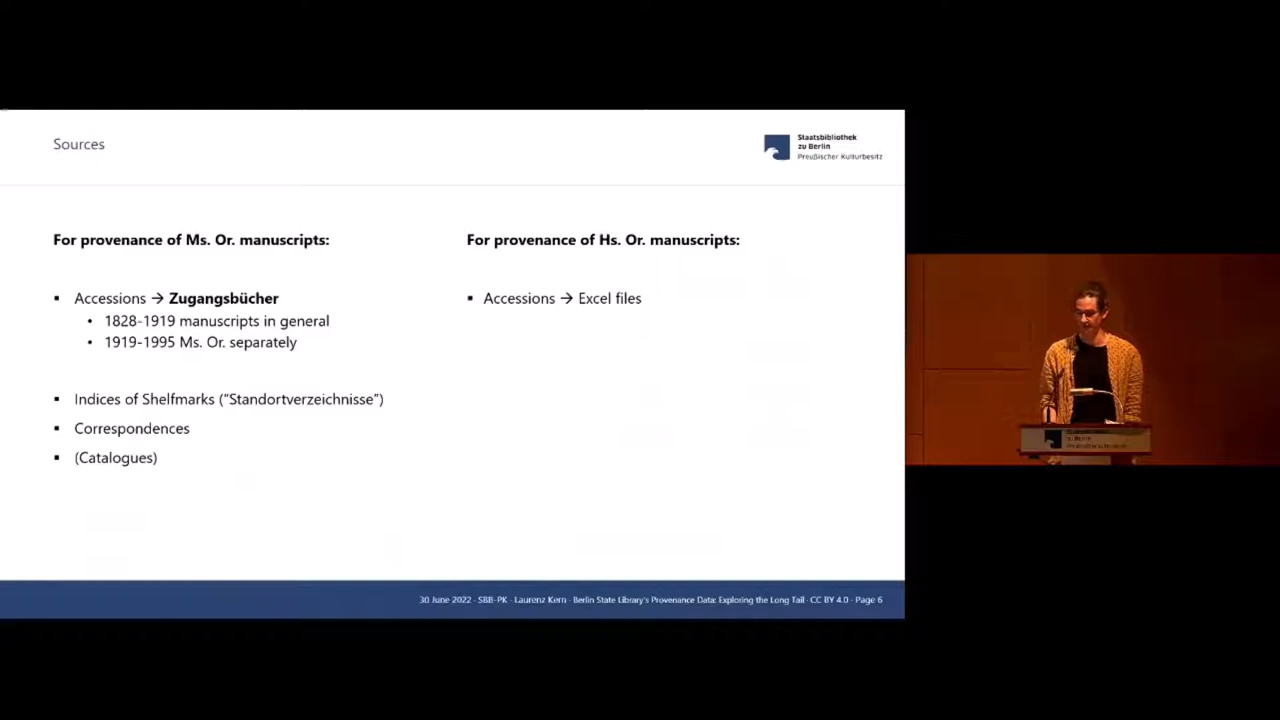 Sources
Staatsbibliothek
zu Berlin
Preußischer Kulturbesitz
For provenance of Ms. Or. manuscripts:
▪ Accessions → Zugangsbücher
• 1828-1919 manuscripts in general
• 1919-1995 Ms. Or. separately
▪ Indices of Shelfmarks (“Standortverzeichnisse”)
▪ Correspondences
▪ (Catalogues)
For provenance of Hs. Or. manuscripts:
▪ Accessions → Excel files
30 June 2022 · SBB-PK · Laurenz Kern · Berlin State Library's Provenance Data: Exploring the Long Tail · CC BY 4.0 · Page 6